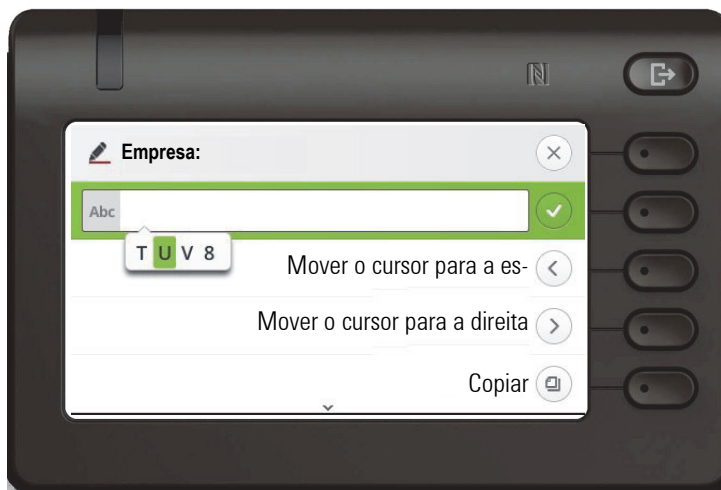 Empresa:
Abc
T U V 8
Mover o cursor para a es-
Mover o cursor para a direita
Copiar